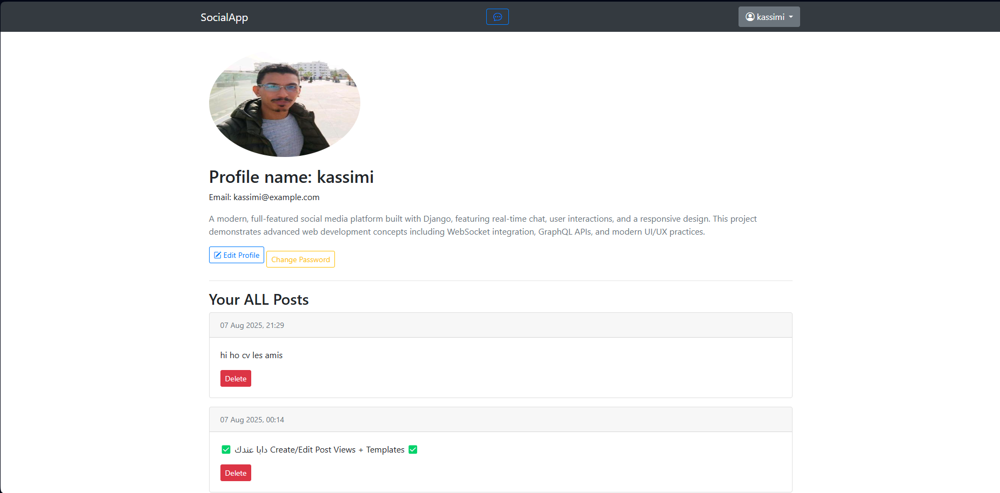 SocialApp
kassimi
Profile name: kassimi
Email: kassimi@example.com
A modern, full-featured social media platform built with Django, featuring real-time chat, user interactions, and a responsive design. This project
demonstrates advanced web development concepts including WebSocket integration, GraphQL APIs, and modern UI/UX practices.
Edit Profile
Change Password
Your ALL Posts
07 Aug 2025, 21:29
hi ho cv les amis
Delete
07 Aug 2025, 00:14
✅ دابا عندك Create/Edit Post Views + Templates ✅
Delete